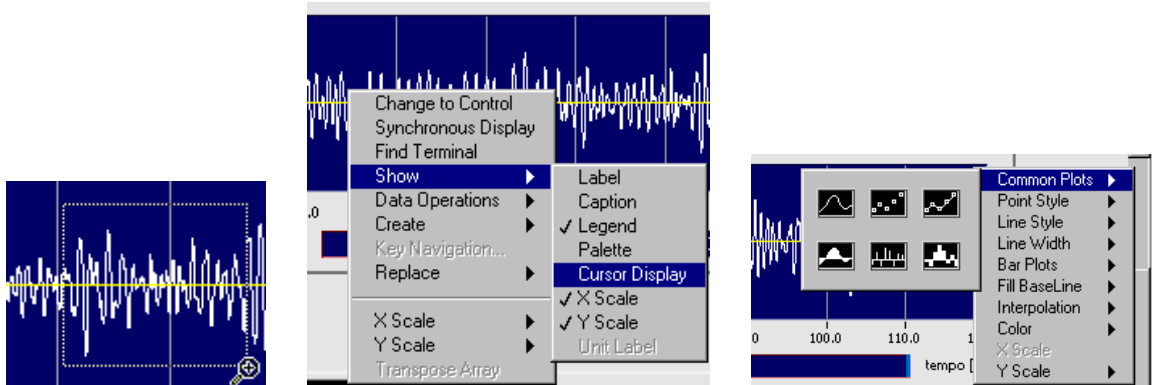 Change to Control
Synchronous Display
Find Terminal
Show
Data Operations
Create
Key Navigation...
Replace
X Scale
Y Scale
Transpose Array
.0
Label
Caption
Legend
Palette
Cursor Display
X Scale
Y Scale
Unit Label
Common Plots
Point Style
Line Style
Line Width
Bar Plots
Fill BaseLine
Interpolation
Color
X Scale
Y Scale
0 100.0 110.0 1
tempo [